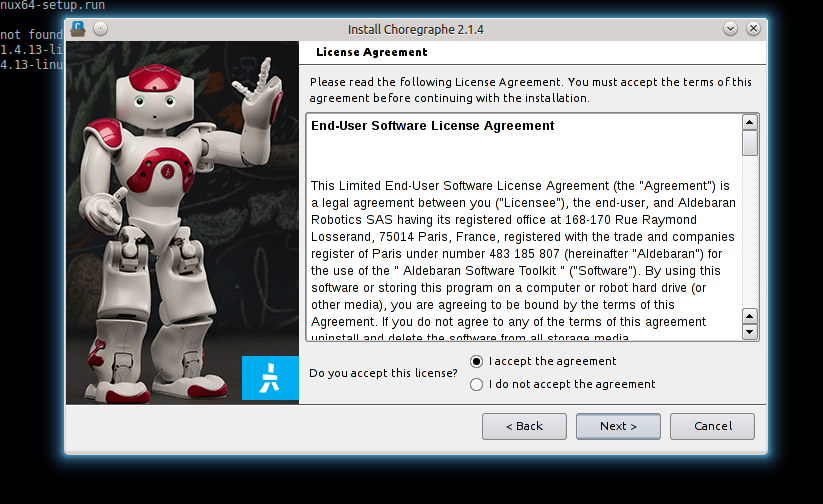 nux64-setup.run
not found
1.4.13-li
4.13-linu
Install Choregraphe 2.1.4
License Agreement
Please read the following License Agreement. You must accept the terms of this
agreement before continuing with the installation.
End-User Software License Agreement
This Limited End-User Software License Agreement (the "Agreement") is
a legal agreement between you ("Licensee"), the end-user, and Aldebaran
Robotics SAS having its registered office at 168-170 Rue Raymond
Losserand, 75014 Paris, France, registered with the trade and companies
register of Paris under number 483 185 807 (hereinafter "Aldebaran") for
the use of the " Aldebaran Software Toolkit " ("Software"). By using this
software or storing this program on a computer or robot hard drive (or
other media), you are agreeing to be bound by the terms of this
Agreement. If you do not agree to any of the terms of this agreement
uninstall and delete the software from all storage media.
Do you accept this license?
I accept the agreement
I do not accept the agreement
< Back
Next >
Cancel